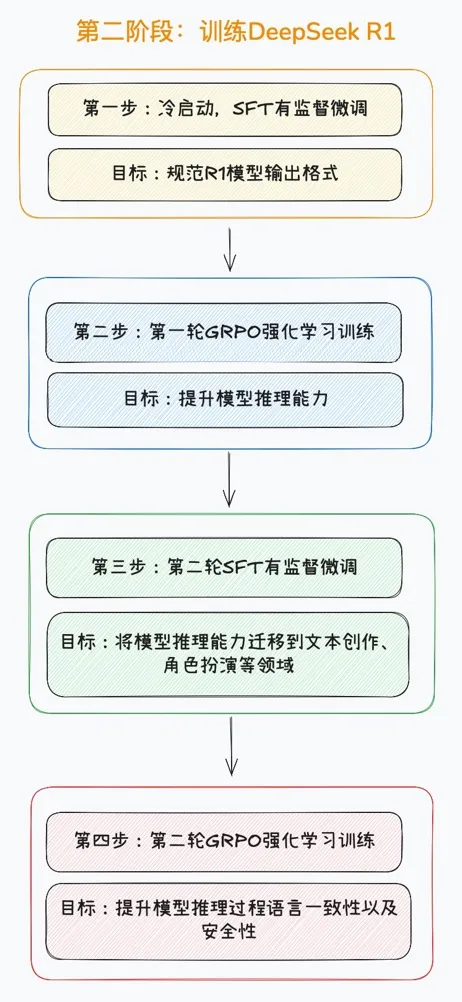 第二阶段：训练DeepSeek R1
第一步：冷启动，SFT有监督微调
目标：规范R1模型输出格式
第二步：第一轮GRPO强化学习训练
目标：提升模型推理能力
第三步：第二轮SFT有监督微调
目标：将模型推理能力迁移到文本创作、
角色扮演等领域
第四步：第二轮GRPO强化学习训练
目标：提升模型推理过程语言一致性以及
安全性